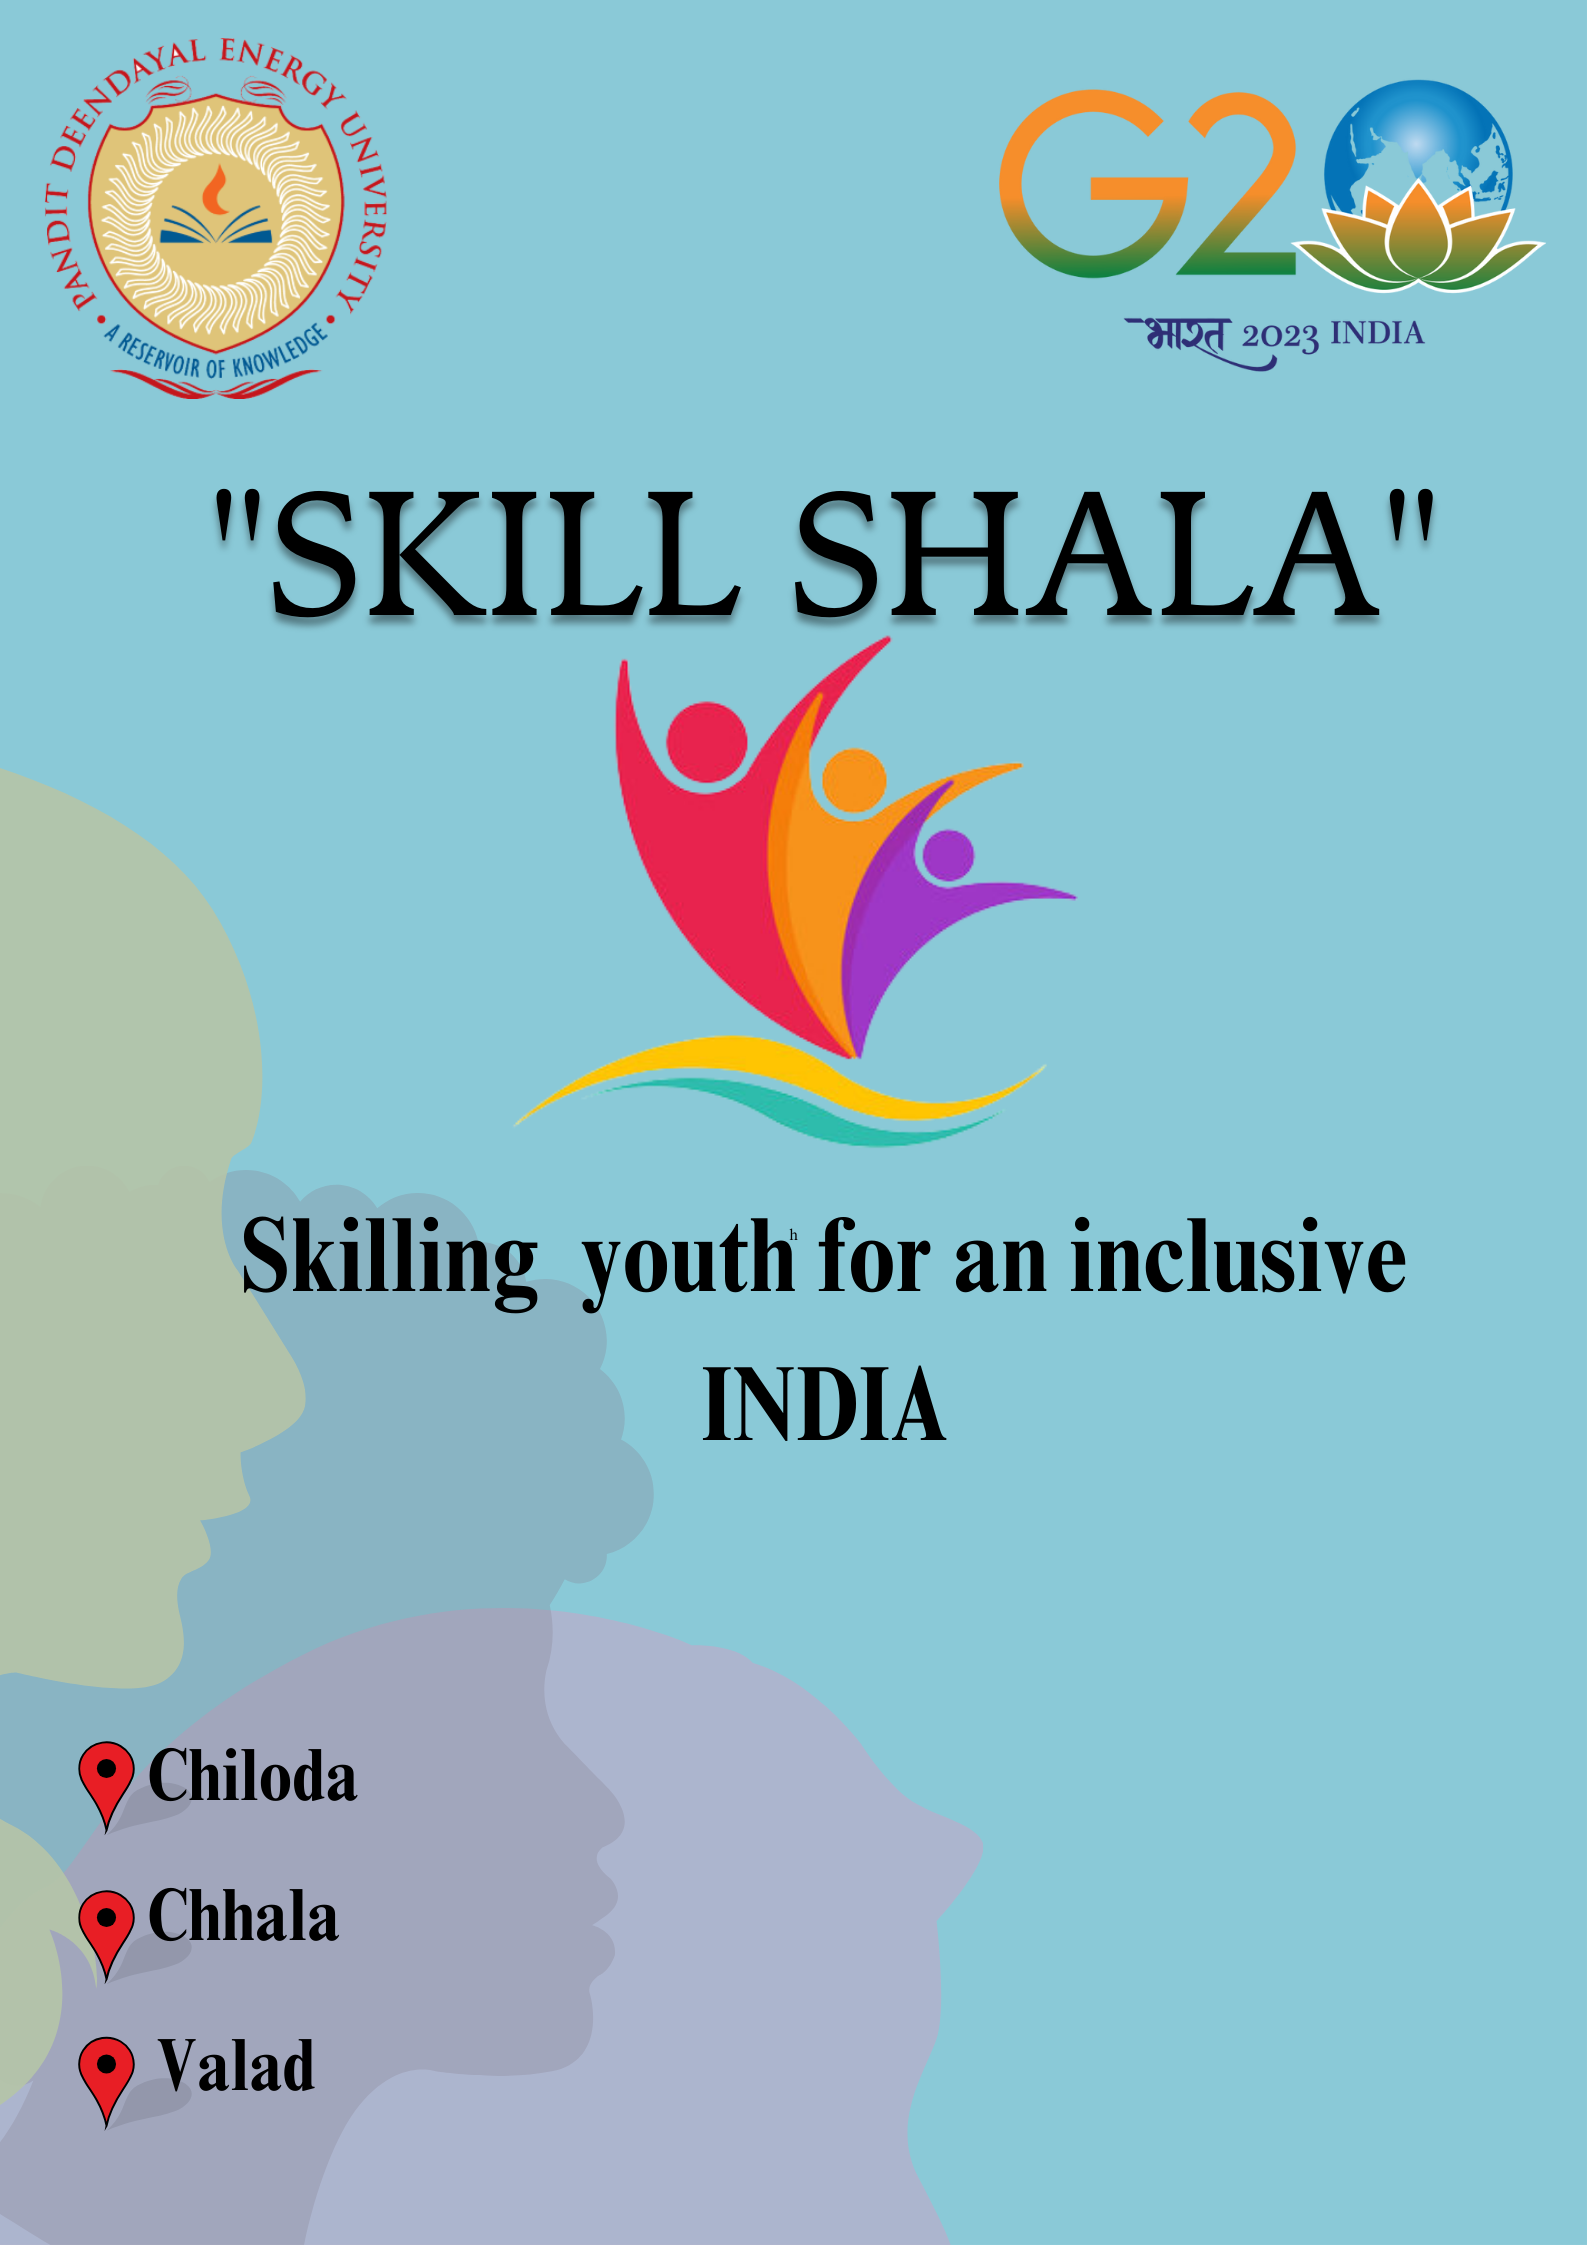 PANDIT DEENDAYAL ENERGY UNIVERSITY
A RESERVOIR OF KNOWLEDGE
G20
भारत 2023 INDIA
"SKILL SHALA"
Skilling youth for an inclusive
h
INDIA
Chiloda
Chhala
Valad